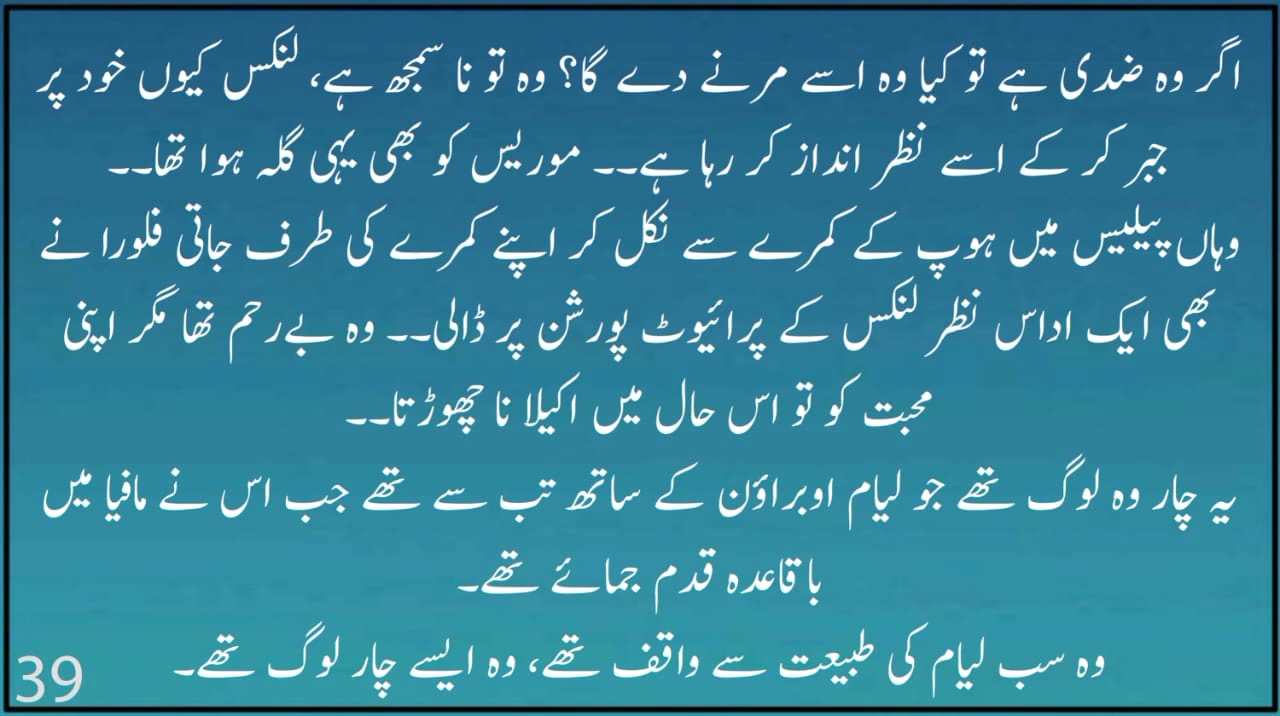 اگر وہ ضدی ہے تو کیا وہ اسے مرنے دے گا؟ وہ تو نا سمجھ ہے، لنکس کیوں خود پر
جبر کر کے اسے نظر انداز کر رہا ہے۔۔ موریس کو بھی یہی گلہ ہوا تھا۔۔
وہاں پیلیس میں ہوپ کے کمرے سے نکل کر اپنے کمرے کی طرف جاتی فلورا نے
بھی ایک اداس نظر لنکس کے پرائیوٹ پورشن پر ڈالی۔۔ وہ بے رحم تھا مگر اپنی
محبت کو تو اس حال میں اکیلا نا چھوڑتا۔۔
یہ چار وہ لوگ تھے جو لیام اوبراؤن کے ساتھ تب سے تھے جب اس نے مافیا میں
باقاعدہ قدم جمائے تھے۔
وہ سب لیام کی طبیعت سے واقف تھے، وہ ایسے چار لوگ تھے۔
39